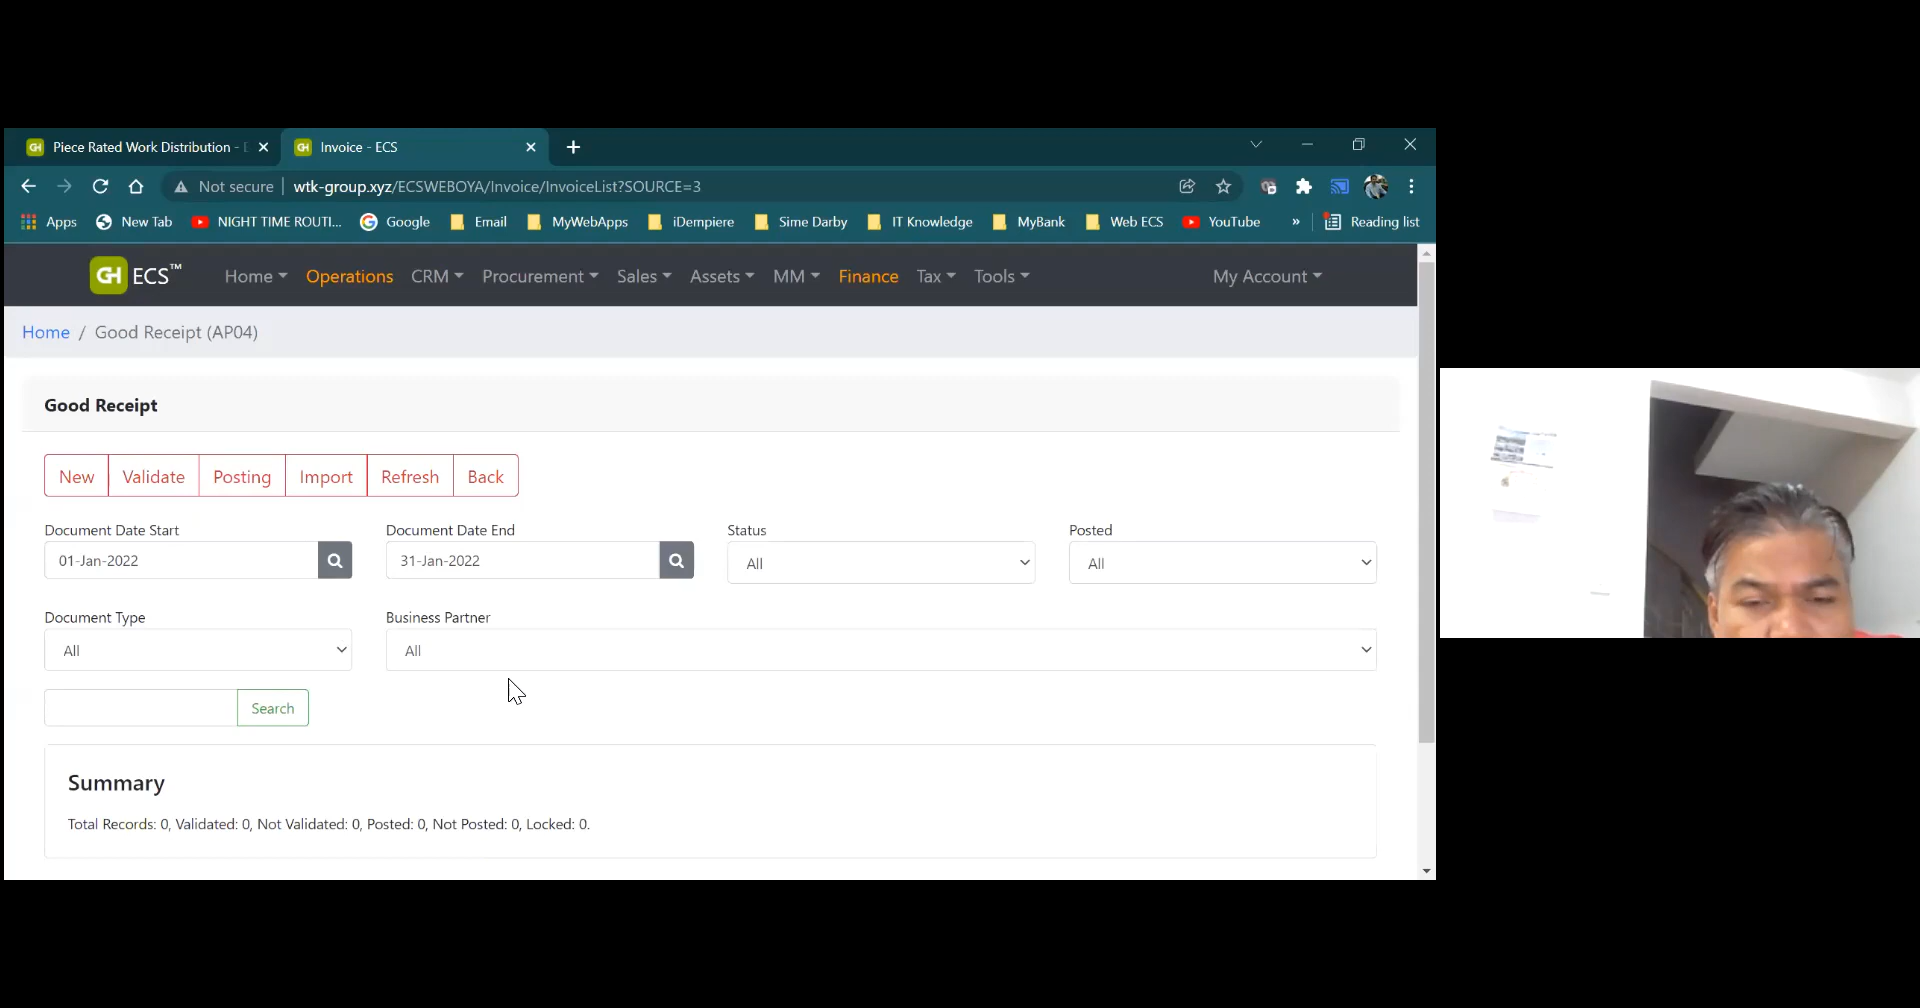 Piece Rated Work Distribution - E
Invoice - ECS
Not secure wtk-group.xyz/ECSWEBOYA/Invoice/InvoiceList?SOURCE=3
Apps New Tab NIGHT TIME ROUTI... Google Email MyWebApps iDempiere Sime Darby IT Knowledge MyBank Web ECS YouTube » Reading list
GH ECS™ Home Operations CRM Procurement Sales Assets MM Finance Tax Tools My Account
Home / Good Receipt (AP04)
Good Receipt
New Validate Posting Import Refresh Back
Document Date Start Document Date End Status Posted
01-Jan-2022 31-Jan-2022 All All
Document Type Business Partner
All All
Search
Summary
Total Records: 0, Validated: 0, Not Validated: 0, Posted: 0, Not Posted: 0, Locked: 0.